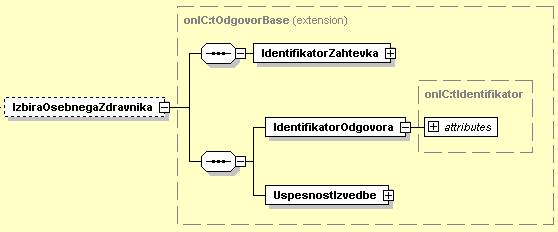 onIC:tOdgovorBase (extension)
IdentifikatorZahtevka
IzbiraOsebnegaZdravnika
onIC:tIdentifikator
IdentifikatorOdgovora
attributes
UspesnostIzvedbe